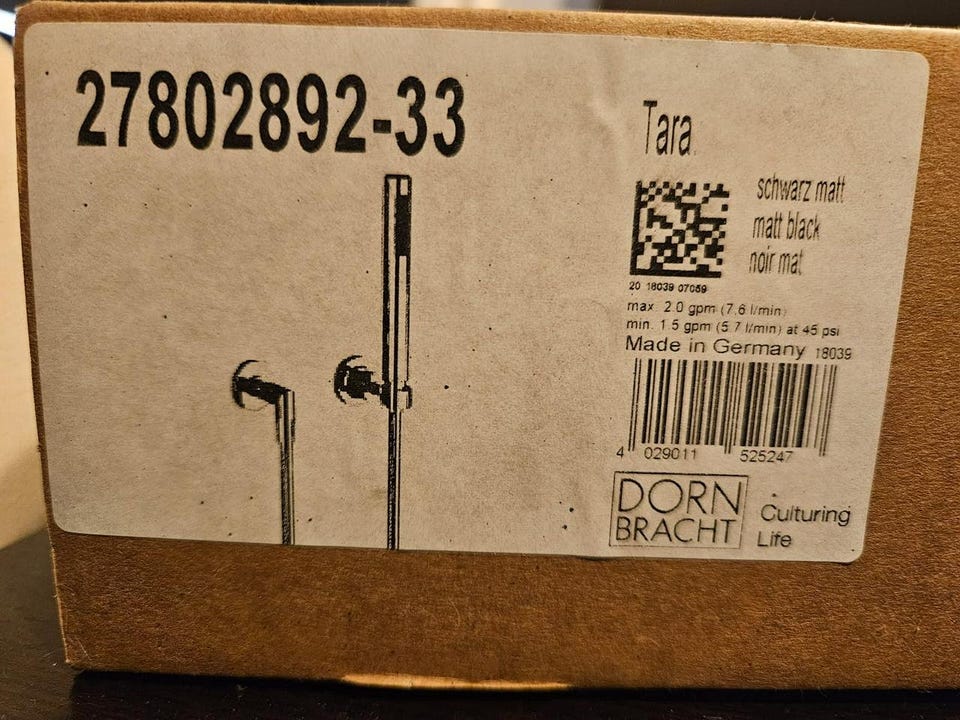 27802892-33
Tara
schwarz matt
matt black
noir mat
20 18039 07059
max. 2.0 gpm (7.6 l/min)
min. 1.5 gpm (5.7 l/min) at 45 psi
Made in Germany 18039
4 029011 525247
DORN
BRACHT
Culturing
Life